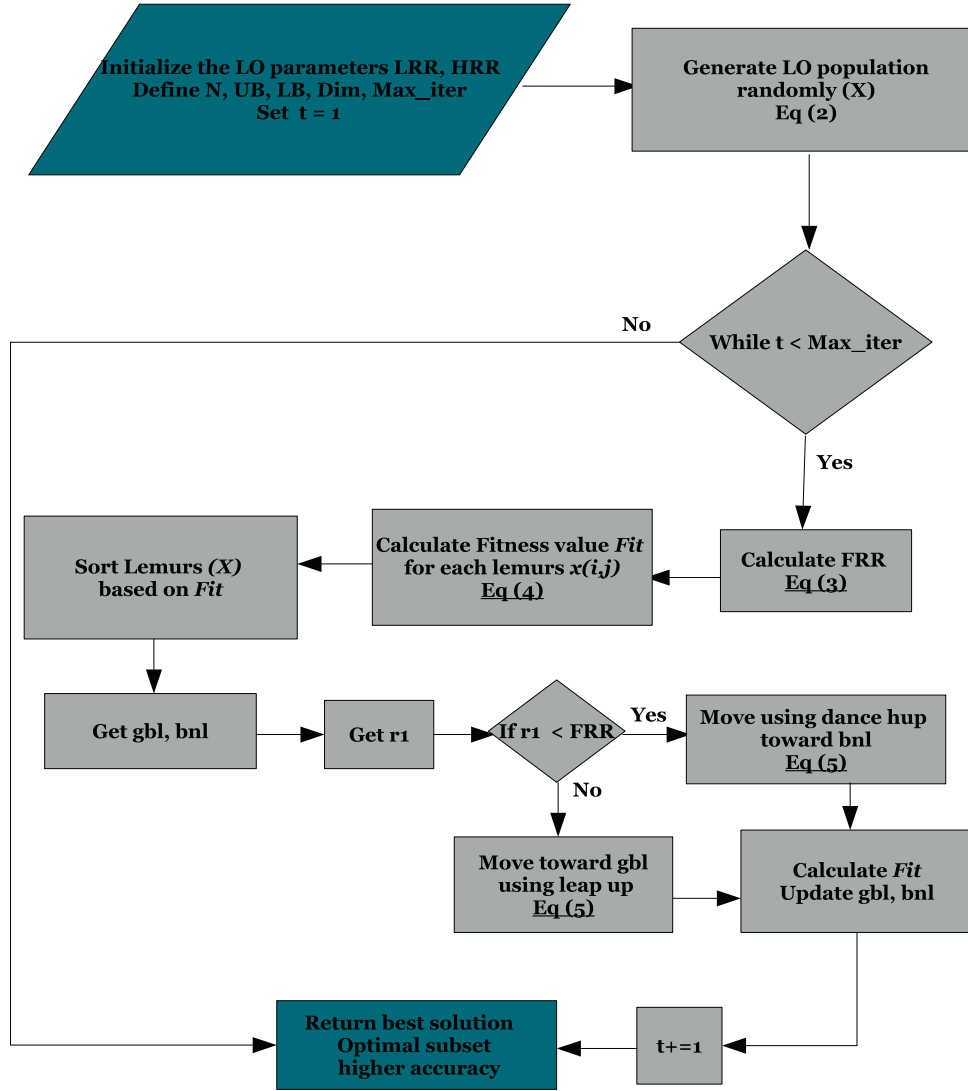 Initialize the LO parameters LRR, HRR
Define N, UB, LB, Dim, Max_iter
Set t = 1
Generate LO population
randomly (X)
Eq (2)
While t < Max_iter
No
Yes
Calculate FRR
Eq (3)
Calculate Fitness value Fit
for each lemurs x(i,j)
Eq (4)
Sort Lemurs (X)
based on Fit
Get gbl, bnl
Get r1
If r1 < FRR
Yes
No
Move using dance hup
toward bnl
Eq (5)
Move toward gbl
using leap up
Eq (5)
Calculate Fit
Update gbl, bnl
t+=1
Return best solution
Optimal subset
higher accuracy